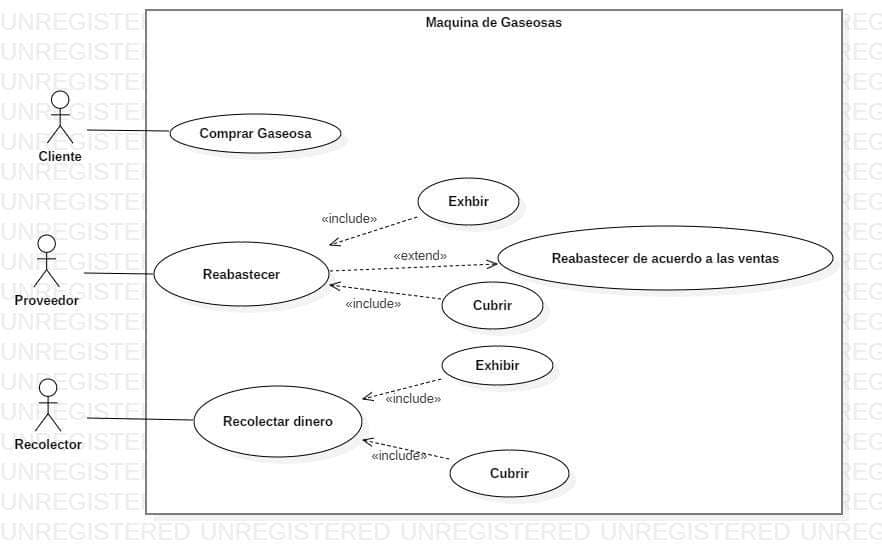 Maquina de Gaseosas
Cliente
Comprar Gaseosa
Exhbir
«include»
«extend»
Reabastecer de acuerdo a las ventas
Reabastecer
Proveedor
«include»
Cubrir
Exhibir
«include»
Recolectar dinero
Recolector
«include»
Cubrir
UNREGISTERED UNREGISTERED UNREGISTERED UNREGISTERED UNREG